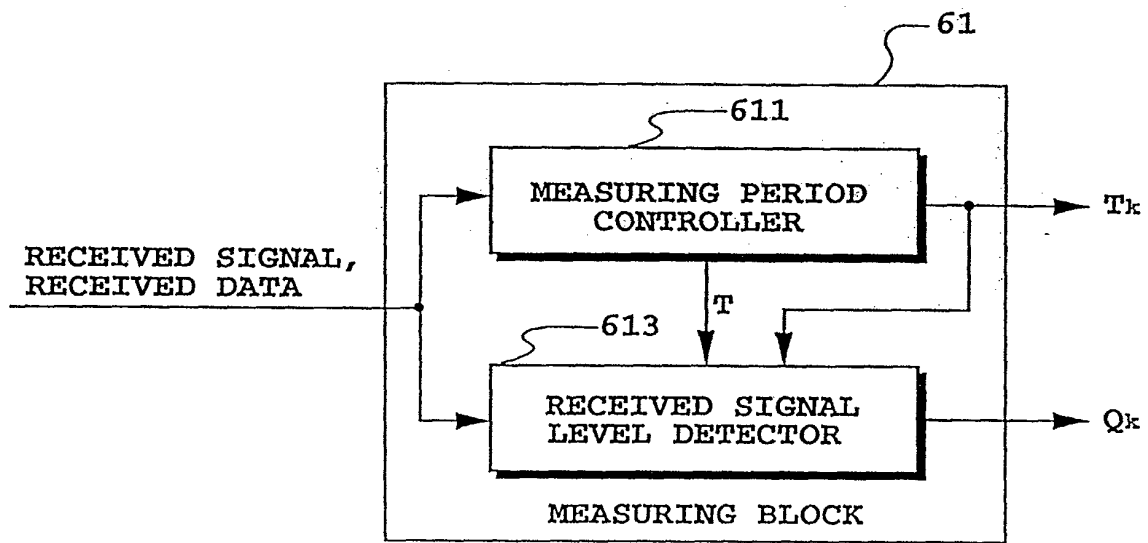 61
611
MEASURING PERIOD
CONTROLLER
Tk
RECEIVED SIGNAL,
RECEIVED DATA
T
613
RECEIVED SIGNAL
LEVEL DETECTOR
Qk
MEASURING BLOCK